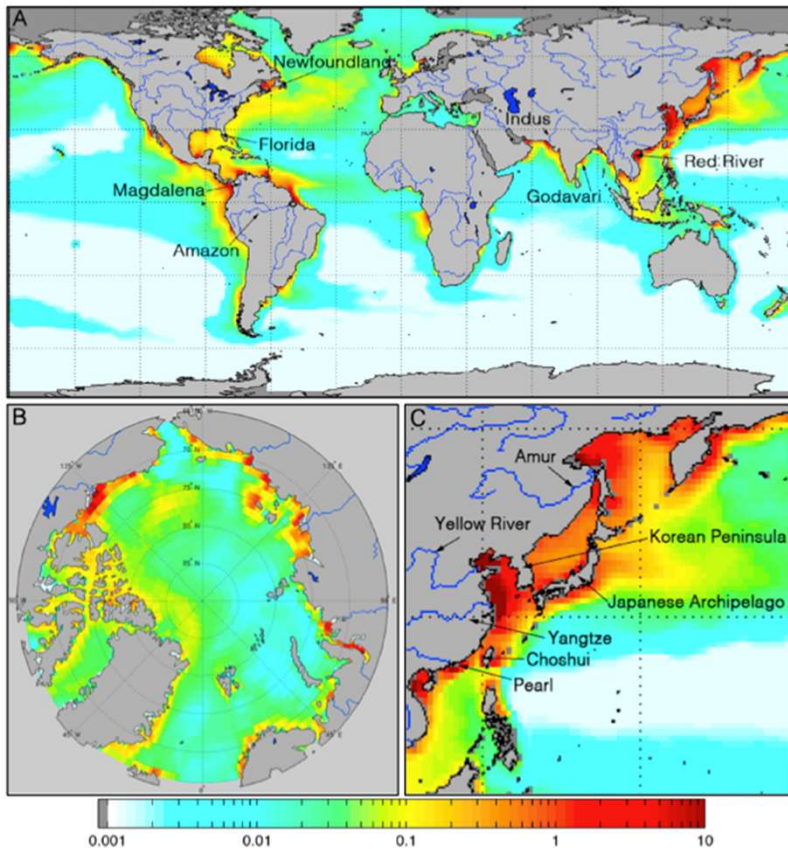 A
Newfoundland
Florida
Indus
Red River
Magdalena
Godavari
Amazon
B
C
Amur
Yellow River
Korean Peninsula
Japanese Archipelago
Yangtze
Choshui
Pearl
0.001 0.01 0.1 1 10